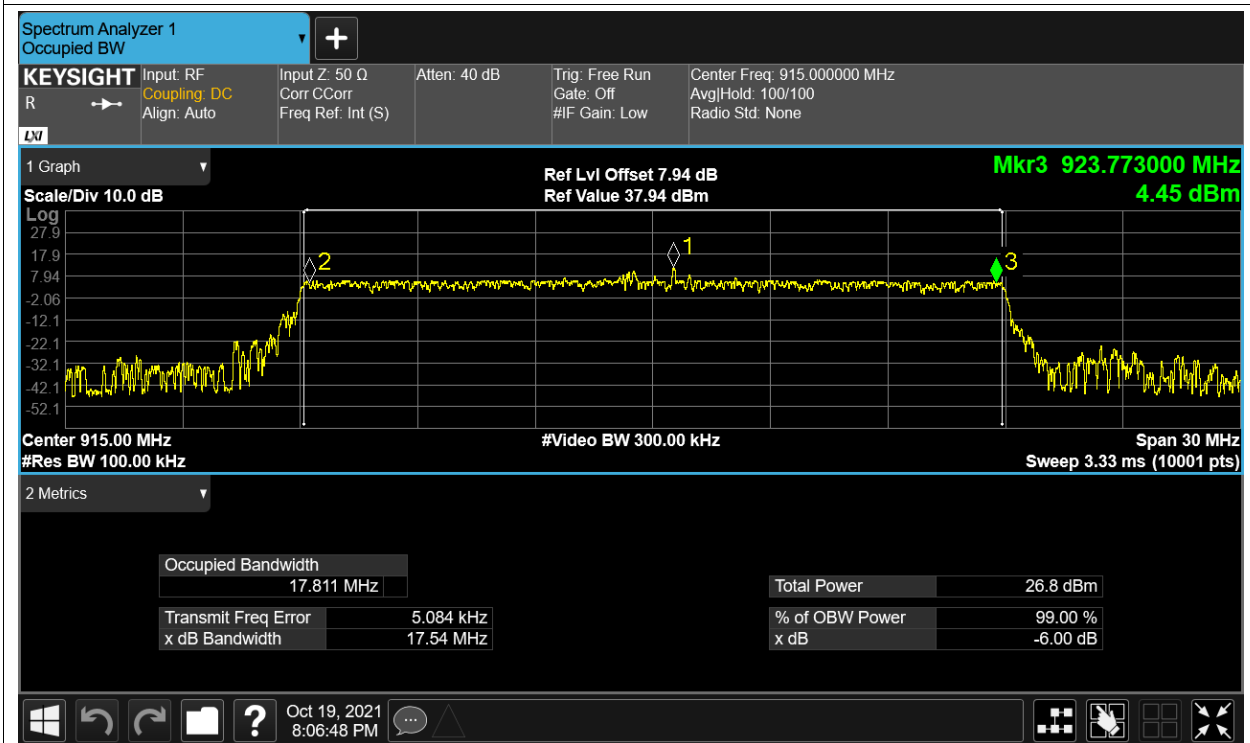 Spectrum Analyzer 1
Occupied BW
KEYSIGHT
R
LXI
Input: RF
Coupling: DC
Align: Auto
Input Z: 50 Ω
Corr CCorr
Freq Ref: Int (S)
Atten: 40 dB
Trig: Free Run
Gate: Off
#IF Gain: Low
Center Freq: 915.000000 MHz
Avg|Hold: 100/100
Radio Std: None
1 Graph
Scale/Div 10.0 dB
Ref Lvl Offset 7.94 dB
Ref Value 37.94 dBm
Mkr3 923.773000 MHz
4.45 dBm
Log
27.9
17.9
7.94
-2.06
-12.1
-22.1
-32.1
-42.1
-52.1
2
1
3
Center 915.00 MHz
#Video BW 300.00 kHz
Span 30 MHz
#Res BW 100.00 kHz
Sweep 3.33 ms (10001 pts)
2 Metrics
Occupied Bandwidth
17.811 MHz
Transmit Freq Error 5.084 kHz
x dB Bandwidth 17.54 MHz
Total Power 26.8 dBm
% of OBW Power 99.00 %
x dB -6.00 dB
?
Oct 19, 2021
8:06:48 PM